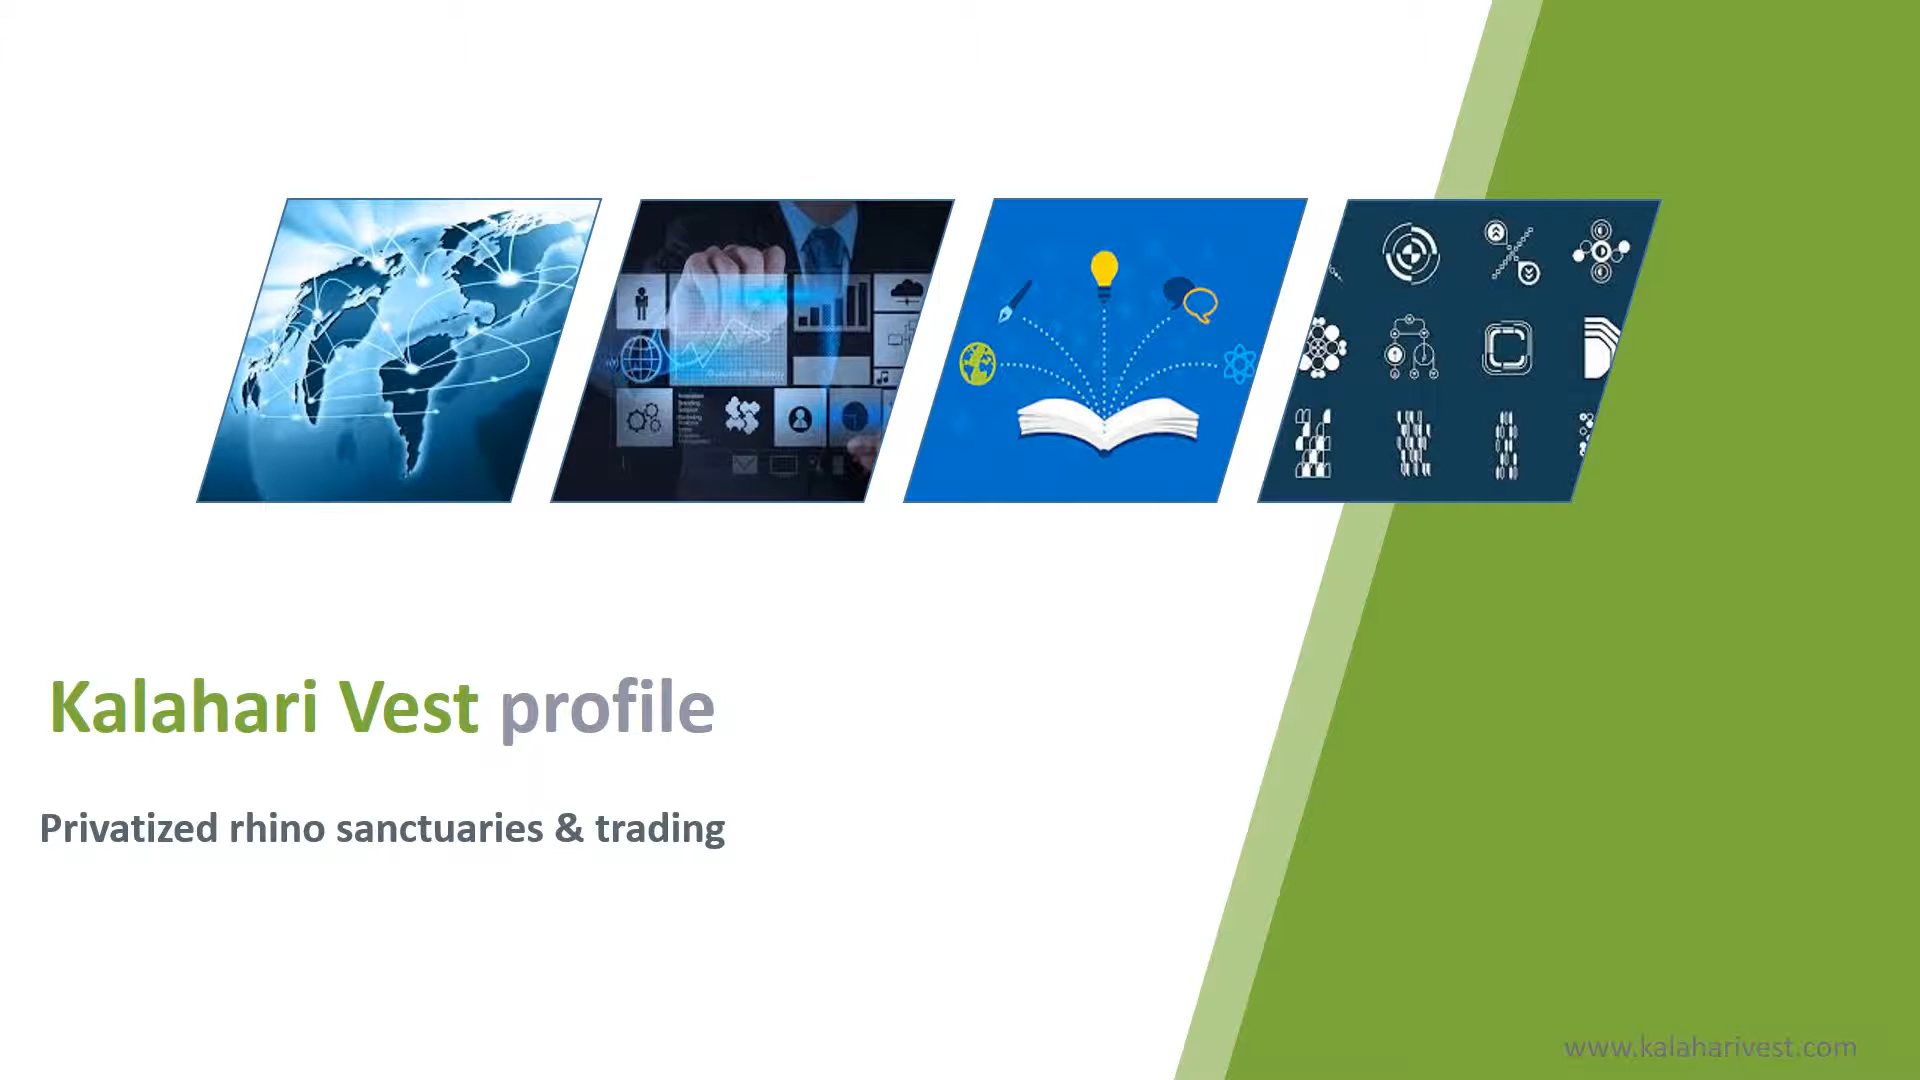 Kalahari Vest profile
Privatized rhino sanctuaries & trading
www.kalaharivest.com